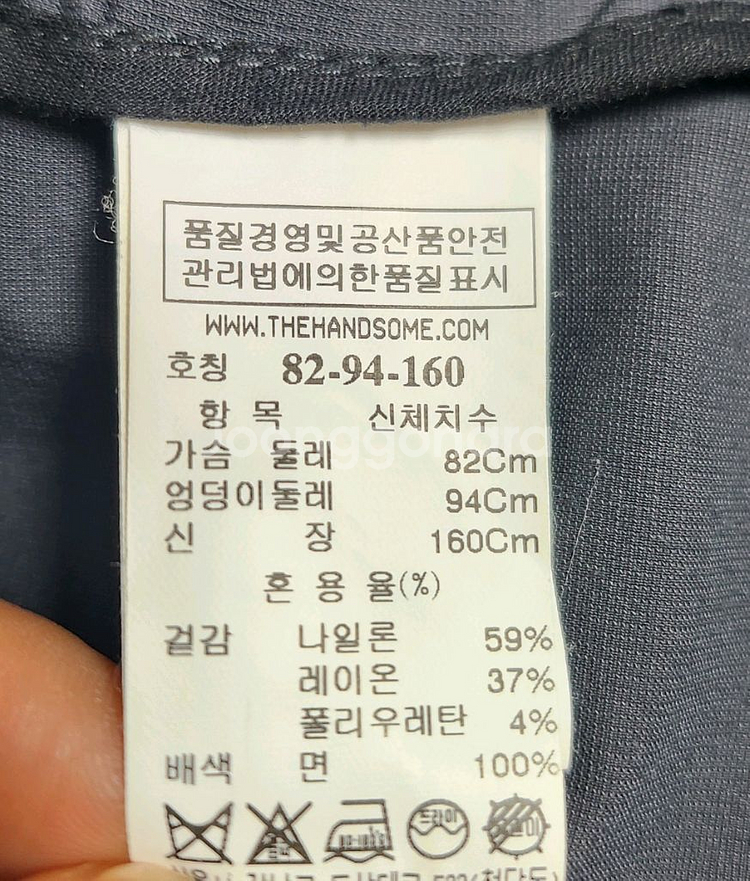 품질경영및공산품안전
관리법에의한품질표시
WWW.THEHANDSOME.COM
호칭 82-94-160
항 목 신체치수
가슴 둘레 82Cm
엉덩이둘레 94Cm
신 장 160Cm
혼 용 율(%)
겉감 나일론 59%
레이온 37%
폴리우레탄 4%
배색 면 100%
드라이